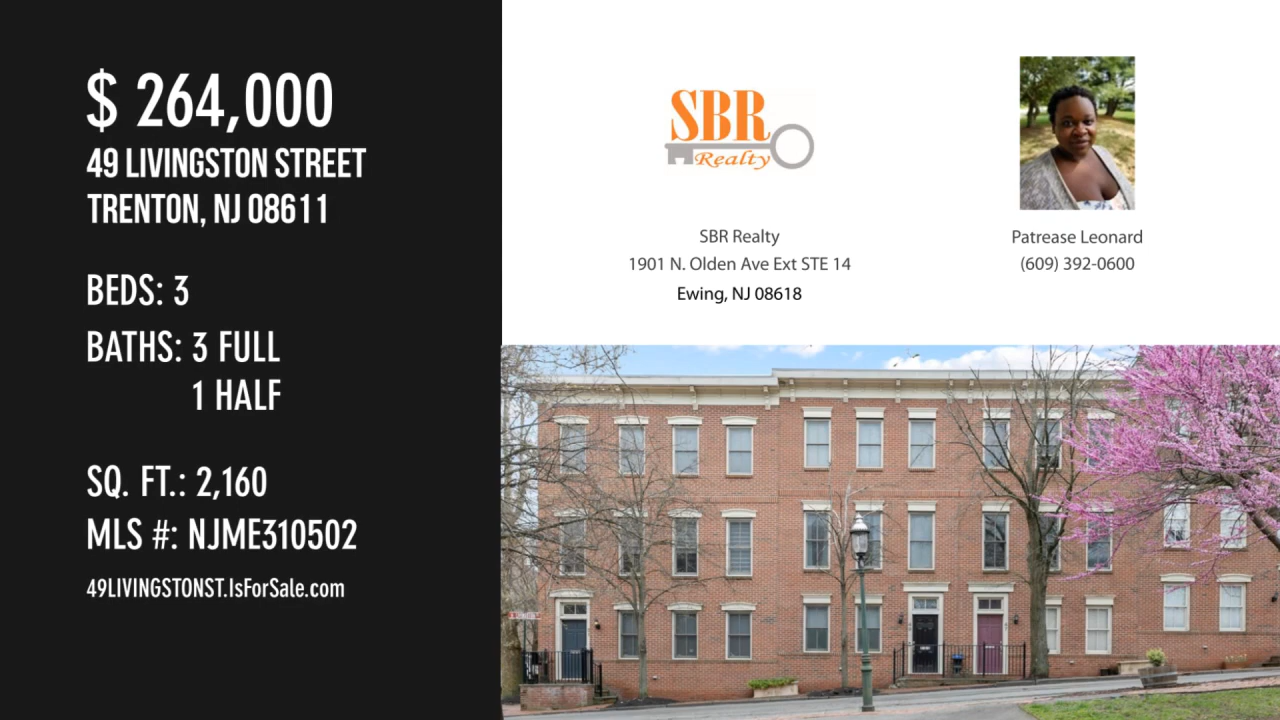 $ 264,000
49 LIVINGSTON STREET
TRENTON, NJ 08611
BEDS: 3
BATHS: 3 FULL
1 HALF
SQ. FT.: 2,160
MLS #: NJME310502
49LIVINGSTONST.IsForSale.com
SBR
Realty
SBR Realty
1901 N. Olden Ave Ext STE 14
Ewing, NJ 08618
Patrease Leonard
(609) 392-0600